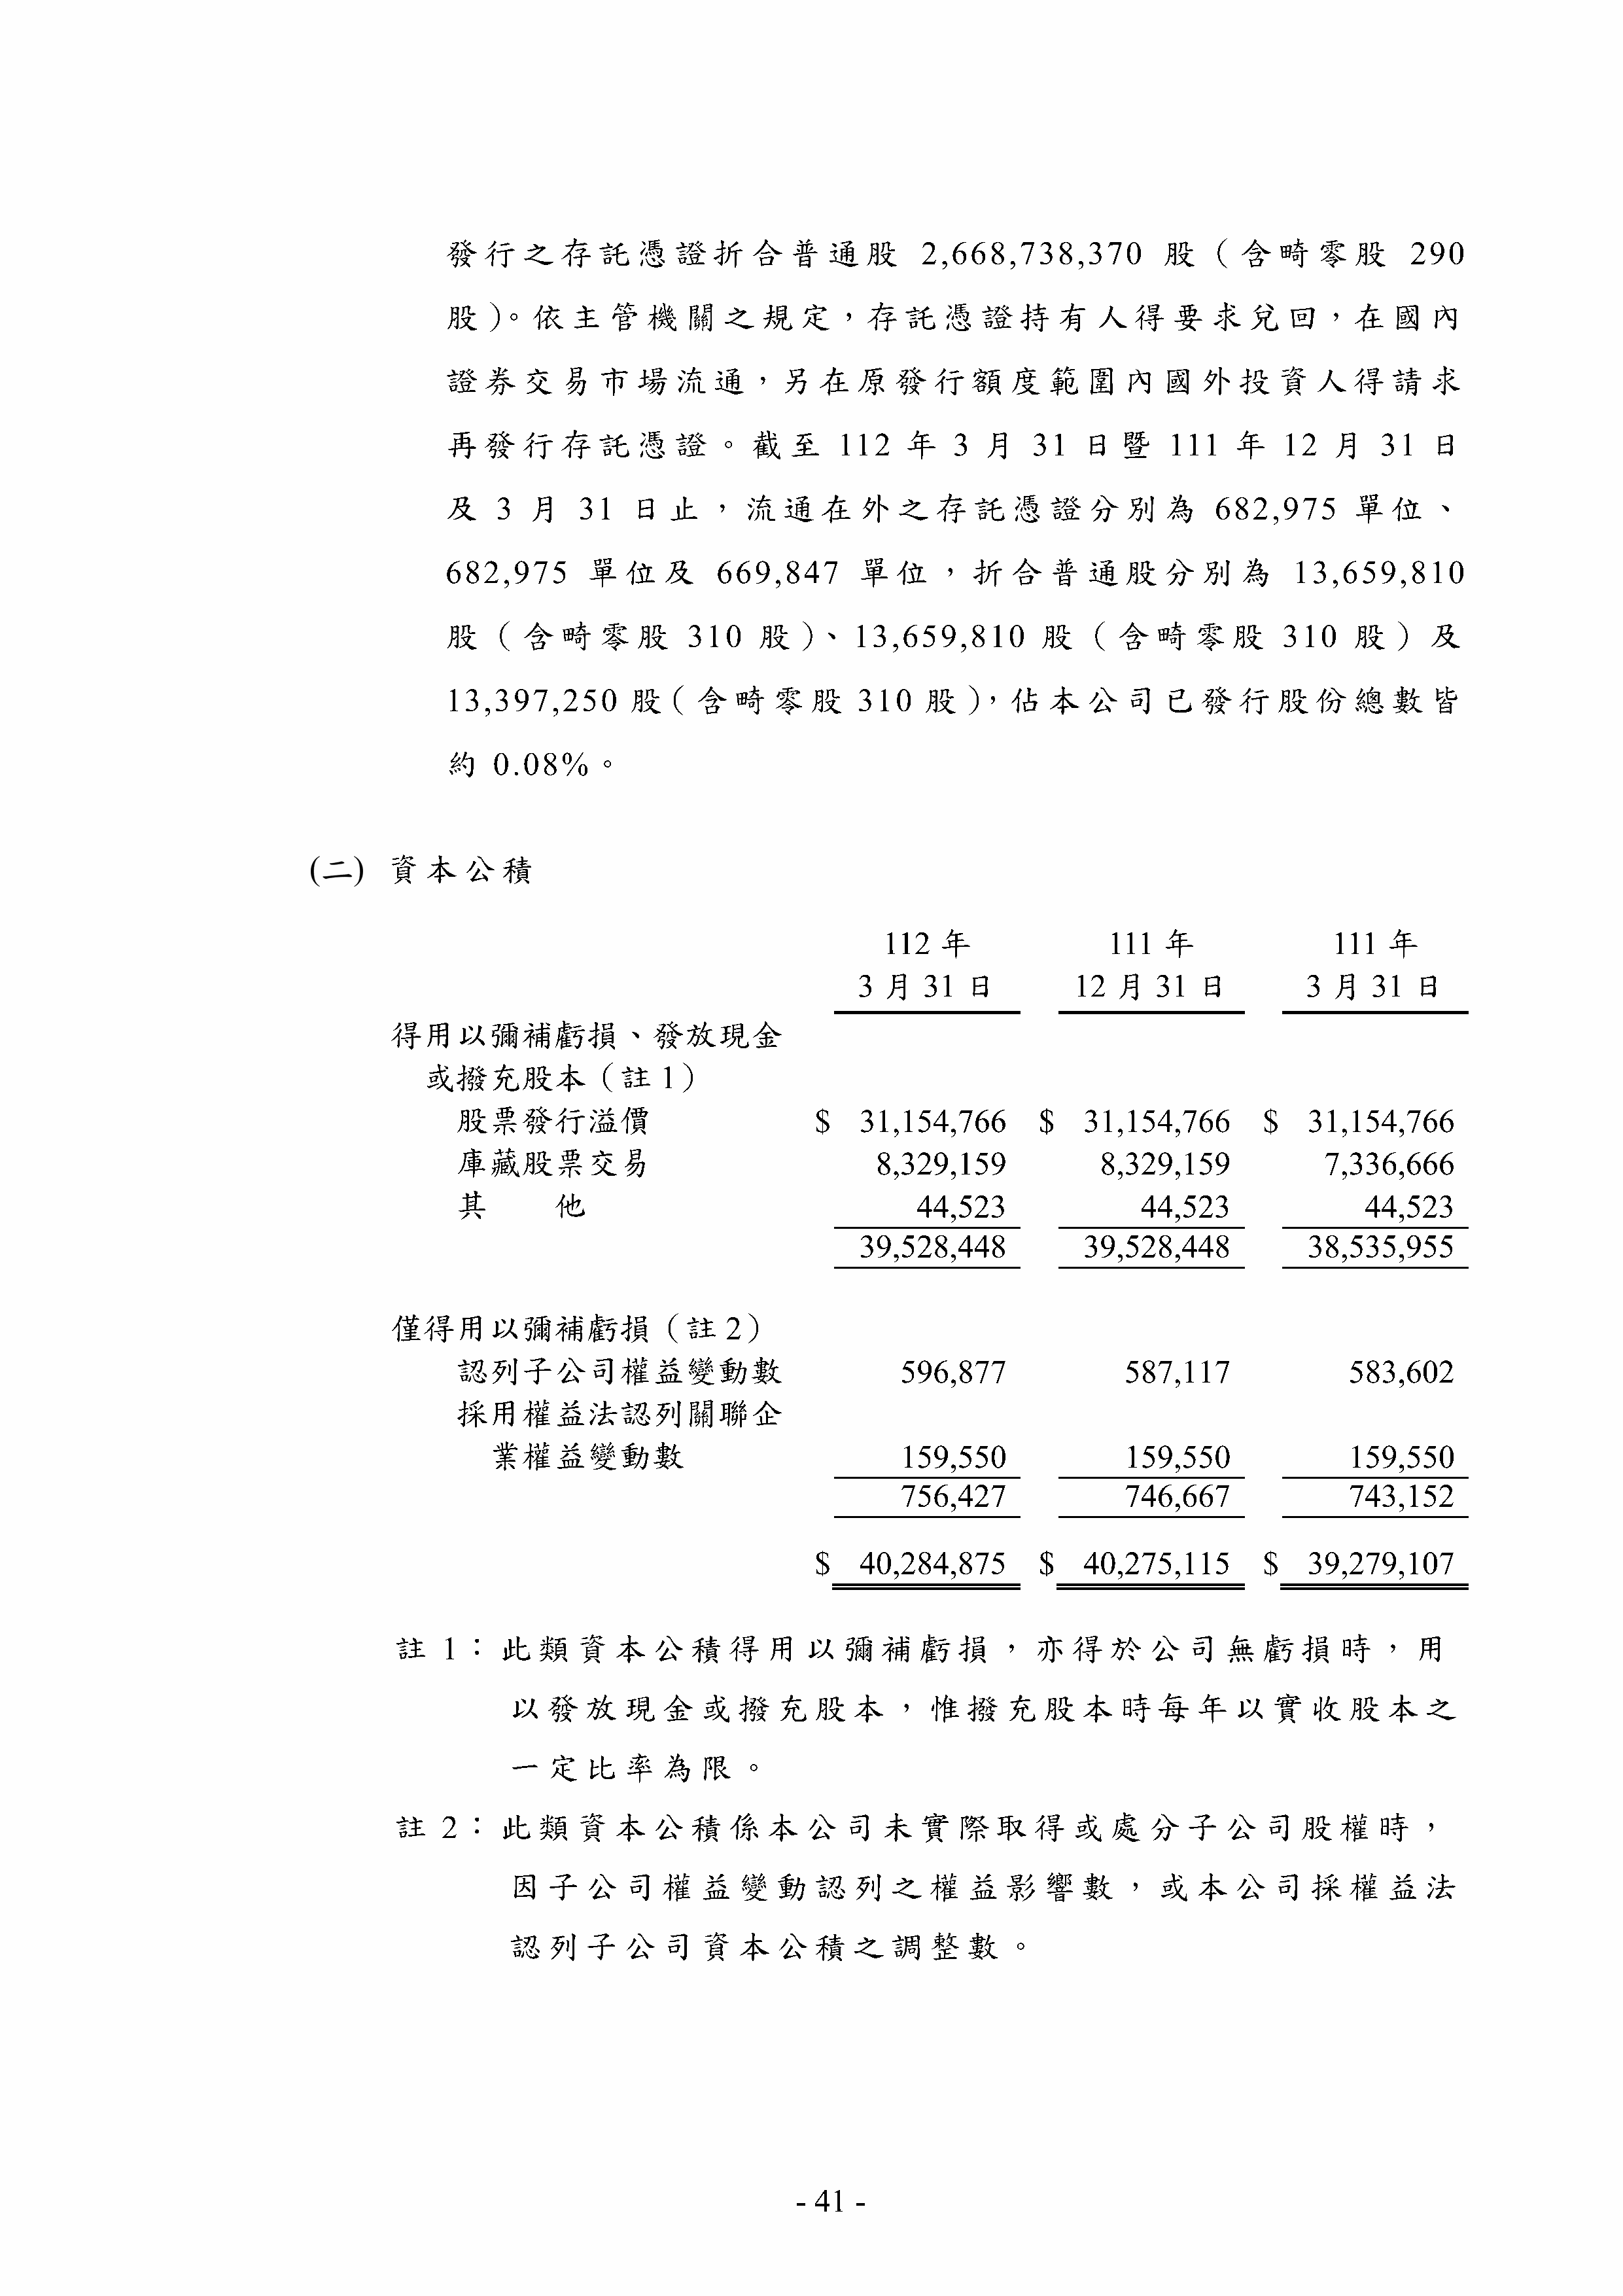 發行之存託憑證折合普通股 2,668,738,370 股（含畸零股 290
股）。依主管機關之規定，存託憑證持有人得要求兌回，在國內
證券交易市場流通，另在原發行額度範圍內國外投資人得請求
再發行存託憑證。截至 112 年 3 月 31 日暨 111 年 12 月 31 日
及 3 月 31 日止，流通在外之存託憑證分別為 682,975 單位、
682,975 單位及 669,847 單位，折合普通股分別為 13,659,810
股（含畸零股 310 股）、13,659,810 股（含畸零股 310 股）及
13,397,250 股（含畸零股 310 股），佔本公司已發行股份總數皆
約 0.08%。
(二) 資本公積
112 年 111 年 111 年
3 月 31 日 12 月 31 日 3 月 31 日
得用以彌補虧損、發放現金
或撥充股本（註 1）
股票發行溢價 $ 31,154,766 $ 31,154,766 $ 31,154,766
庫藏股票交易 8,329,159 8,329,159 7,336,666
其　　他 44,523 44,523 44,523
39,528,448 39,528,448 38,535,955
僅得用以彌補虧損（註 2）
認列子公司權益變動數 596,877 587,117 583,602
採用權益法認列關聯企
業權益變動數 159,550 159,550 159,550
756,427 746,667 743,152
$ 40,284,875 $ 40,275,115 $ 39,279,107
註 1：此類資本公積得用以彌補虧損，亦得於公司無虧損時，用
以發放現金或撥充股本，惟撥充股本時每年以實收股本之
一定比率為限。
註 2：此類資本公積係本公司未實際取得或處分子公司股權時，
因子公司權益變動認列之權益影響數，或本公司採權益法
認列子公司資本公積之調整數。
- 41 -